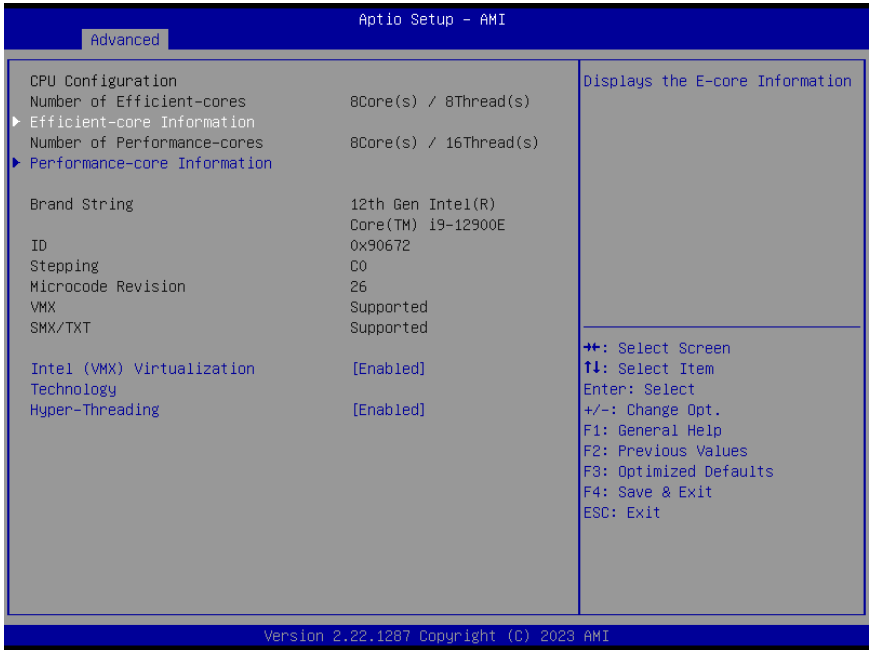 Aptio Setup – AMI
Advanced
CPU Configuration
Number of Efficient-cores 8Core(s) / 8Thread(s)
Efficient-core Information
Number of Performance-cores 8Core(s) / 16Thread(s)
Performance-core Information
Brand String 12th Gen Intel(R)
Core(TM) i9-12900E
ID 0x90672
Stepping C0
Microcode Revision 26
VMX Supported
SMX/TXT Supported
Intel (VMX) Virtualization [Enabled]
Technology
Hyper-Threading [Enabled]
Displays the E-core Information
→←: Select Screen
↑↓: Select Item
Enter: Select
+/-: Change Opt.
F1: General Help
F2: Previous Values
F3: Optimized Defaults
F4: Save & Exit
ESC: Exit
Version 2.22.1287 Copyright (C) 2023 AMI